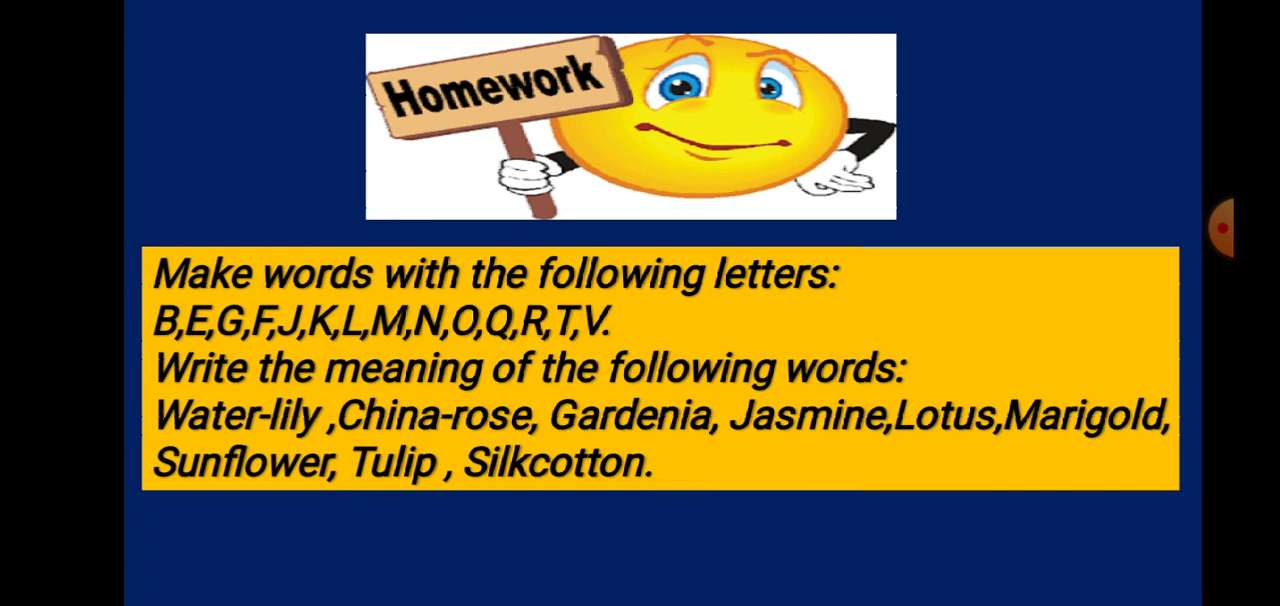 Homework
Make words with the following letters:
B,E,G,F,J,K,L,M,N,O,Q,R,T,V.
Write the meaning of the following words:
Water-lily ,China-rose, Gardenia, Jasmine,Lotus,Marigold,
Sunflower, Tulip , Silkcotton.